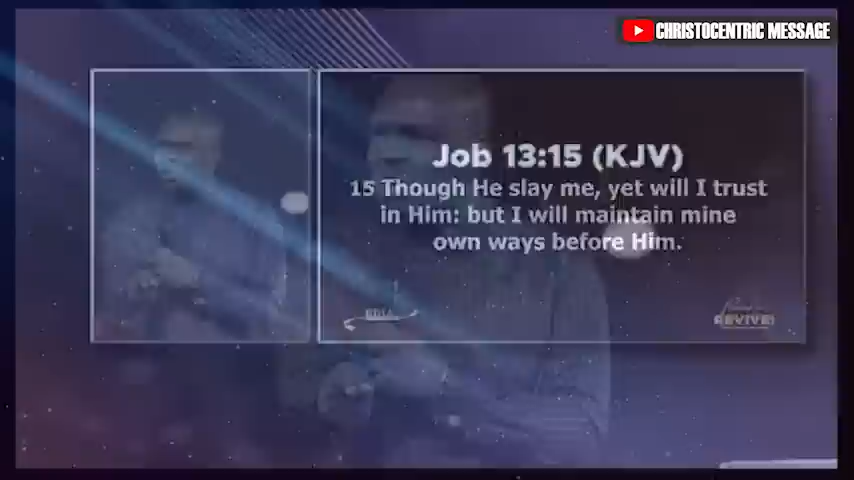 CHRISTOCENTRIC MESSAGE
Job 13:15 (KJV)
15 Though He slay me, yet will I trust
in Him: but I will maintain mine
own ways before Him.
REVIVE!